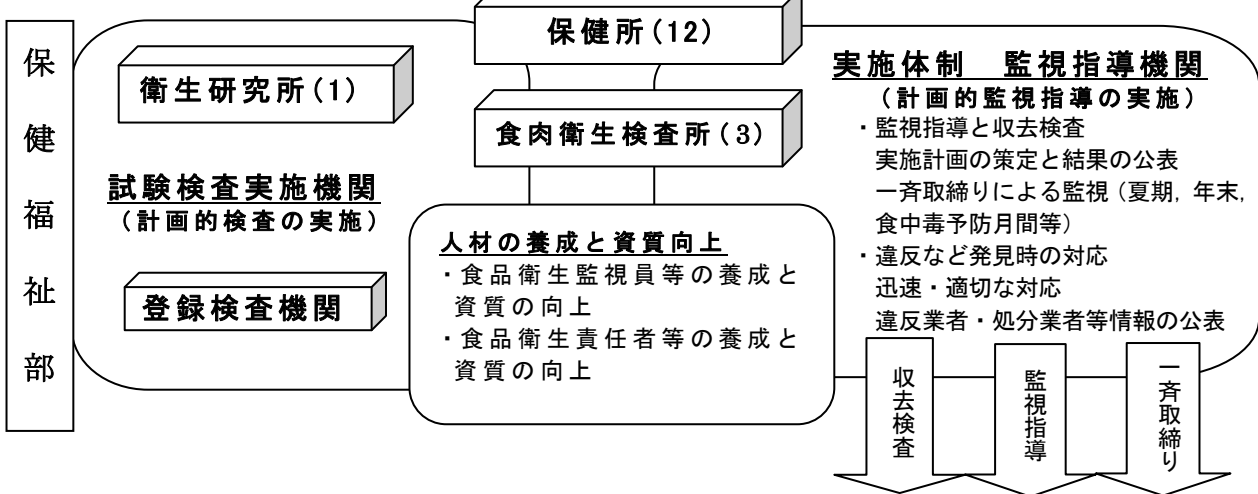 保健福祉部
衛生研究所(1)
試験検査実施機関
(計画的検査の実施)
登録検査機関
保健所(12)
食肉衛生検査所(3)
人材の養成と資質向上
・食品衛生監視員等の養成と
資質の向上
・食品衛生責任者等の養成と
資質の向上
実施体制　監視指導機関
(計画的監視指導の実施)
・監視指導と収去検査
実施計画の策定と結果の公表
一斉取締りによる監視(夏期,年末,
食中毒予防月間等)
・違反など発見時の対応
迅速・適切な対応
違反業者・処分業者等情報の公表
収去検査
監視指導
一斉取締り